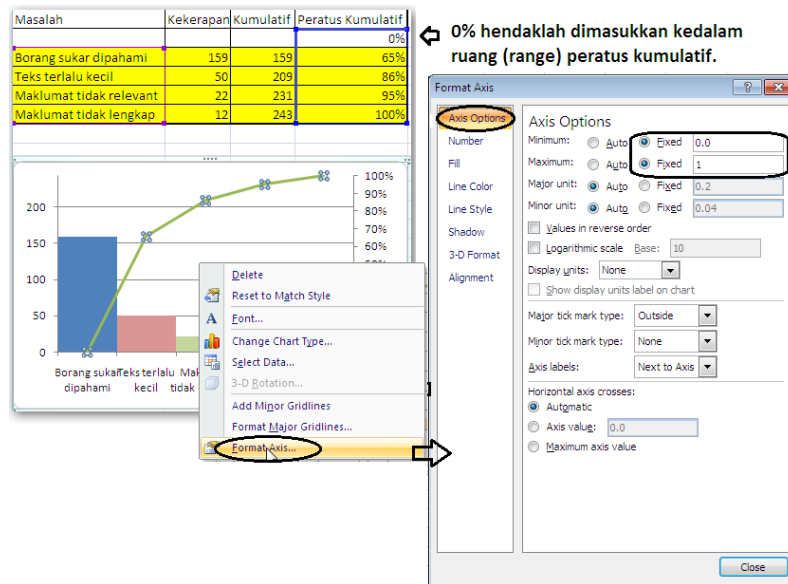 Masalah Kekerapan Kumulatif Peratus Kumulatif
0%
Borang sukar dipahami 159 159 65%
Teks terlalu kecil 50 209 86%
Maklumat tidak relevant 22 231 95%
Maklumat tidak lengkap 12 243 100%
0% hendaklah dimasukkan kedalam
ruang (range) peratus kumulatif.
100%
90%
80%
70%
60%
200
150
100
50
0
Borang sukar dipahami
Teks terlalu kecil
tidak
Delete
Reset to Match Style
Font...
Change Chart Type...
Select Data...
3-D Rotation...
Add Minor Gridlines
Format Major Gridlines...
Format Axis...
Format Axis
Axis Options
Number
Fill
Line Color
Line Style
Shadow
3-D Format
Alignment
Axis Options
Minimum: Auto Fixed 0.0
Maximum: Auto Fixed 1
Major unit: Auto Fixed 0.2
Minor unit: Auto Fixed 0.04
Values in reverse order
Logarithmic scale Base: 10
Display units: None
Show display units label on chart
Major tick mark type: Outside
Minor tick mark type: None
Axis labels: Next to Axis
Horizontal axis crosses:
Automatic
Axis value: 0.0
Maximum axis value
Close